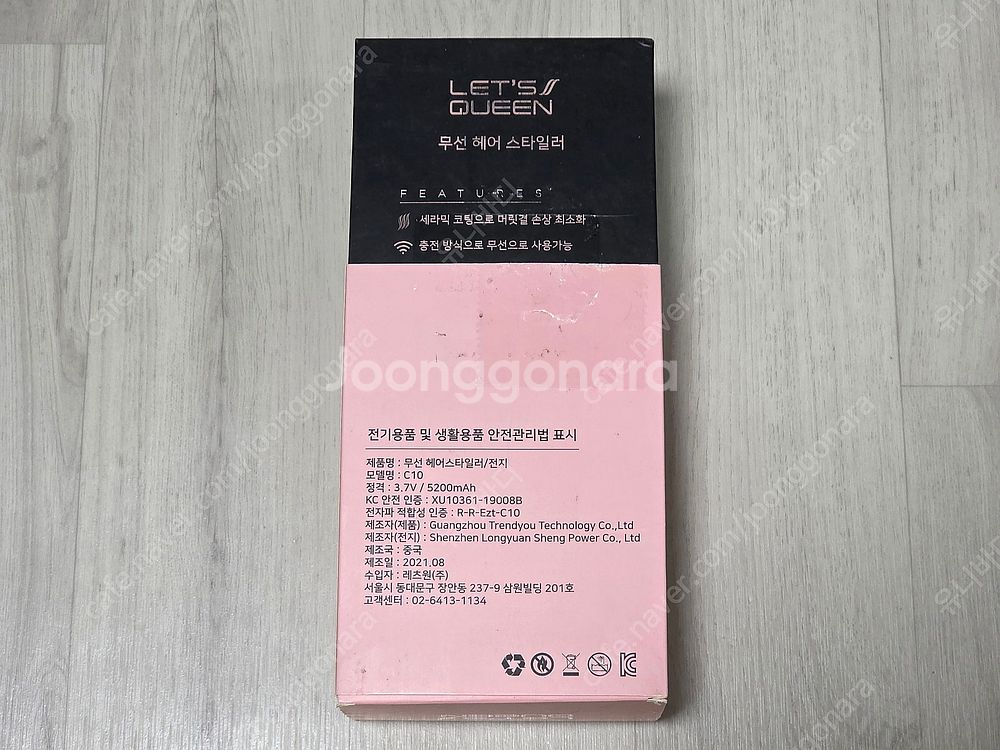 LET'S
QUEEN
무선 헤어 스타일러
FEATURES
세라믹 코팅으로 머릿결 손상 최소화
충전 방식으로 무선으로 사용가능
Joonggonara
전기용품 및 생활용품 안전관리법 표시
제품명 : 무선 헤어스타일러/전지
모델명 : C10
정격 : 3.7V / 5200mAh
KC 안전 인증 : XU10361-19008B
전자파 적합성 인증 : R-R-Ezt-C10
제조자(제품) : Guangzhou Trendyou Technology Co.,Ltd
제조자(전지) : Shenzhen Longyuan Sheng Power Co., Ltd
제조국 : 중국
제조일 : 2021.08
수입자 : 레츠원(주)
서울시 동대문구 장안동 237-9 삼원빌딩 201호
고객센터 : 02-6413-1134